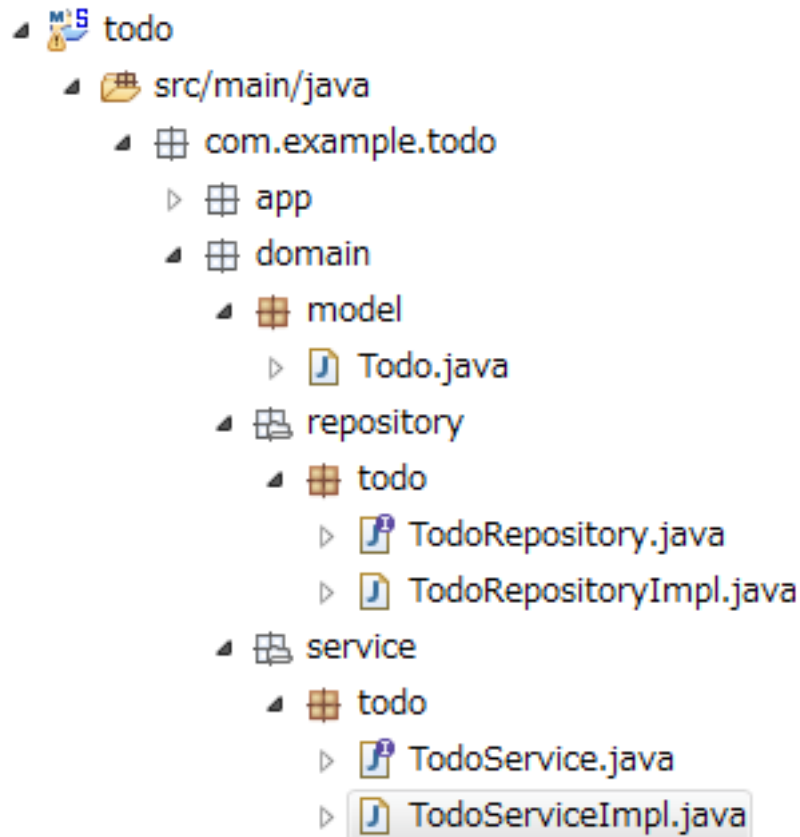 todo
src/main/java
com.example.todo
app
domain
model
Todo.java
repository
todo
TodoRepository.java
TodoRepositoryImpl.java
service
todo
TodoService.java
TodoServiceImpl.java